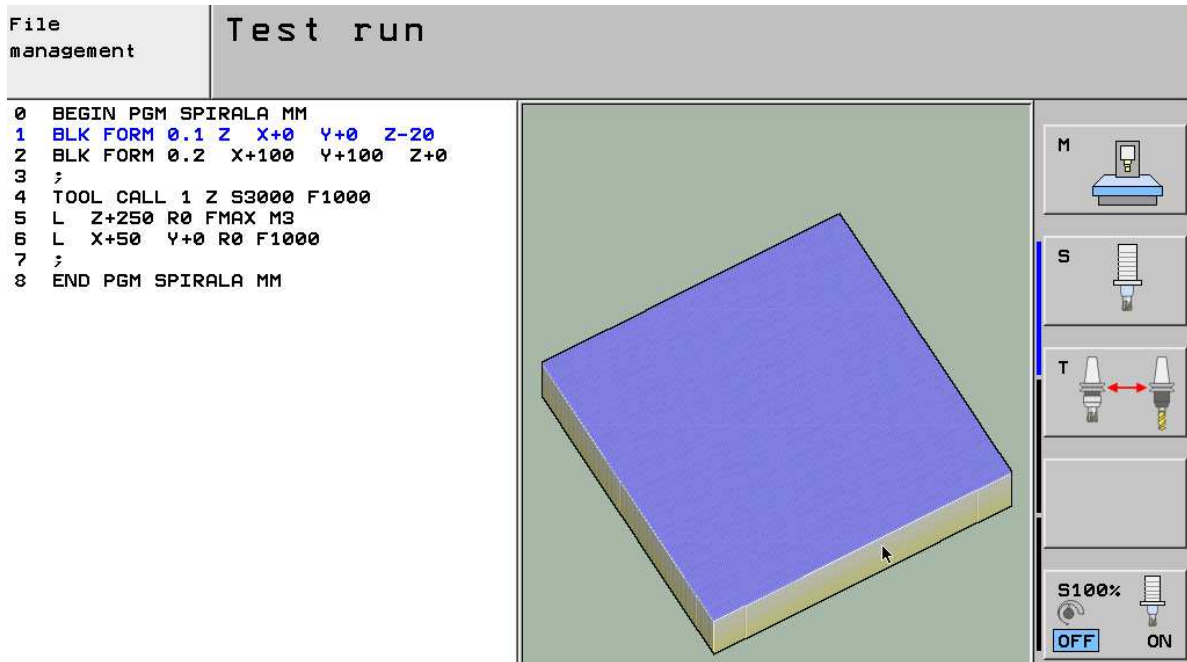 File
management
Test run
0 BEGIN PGM SPIRALA MM
1 BLK FORM 0.1 Z X+0 Y+0 Z-20
2 BLK FORM 0.2 X+100 Y+100 Z+0
3 ;
4 TOOL CALL 1 Z S3000 F1000
5 L Z+250 R0 FMAX M3
6 L X+50 Y+0 R0 F1000
7 ;
8 END PGM SPIRALA MM
M
S
T
S100%
OFF ON